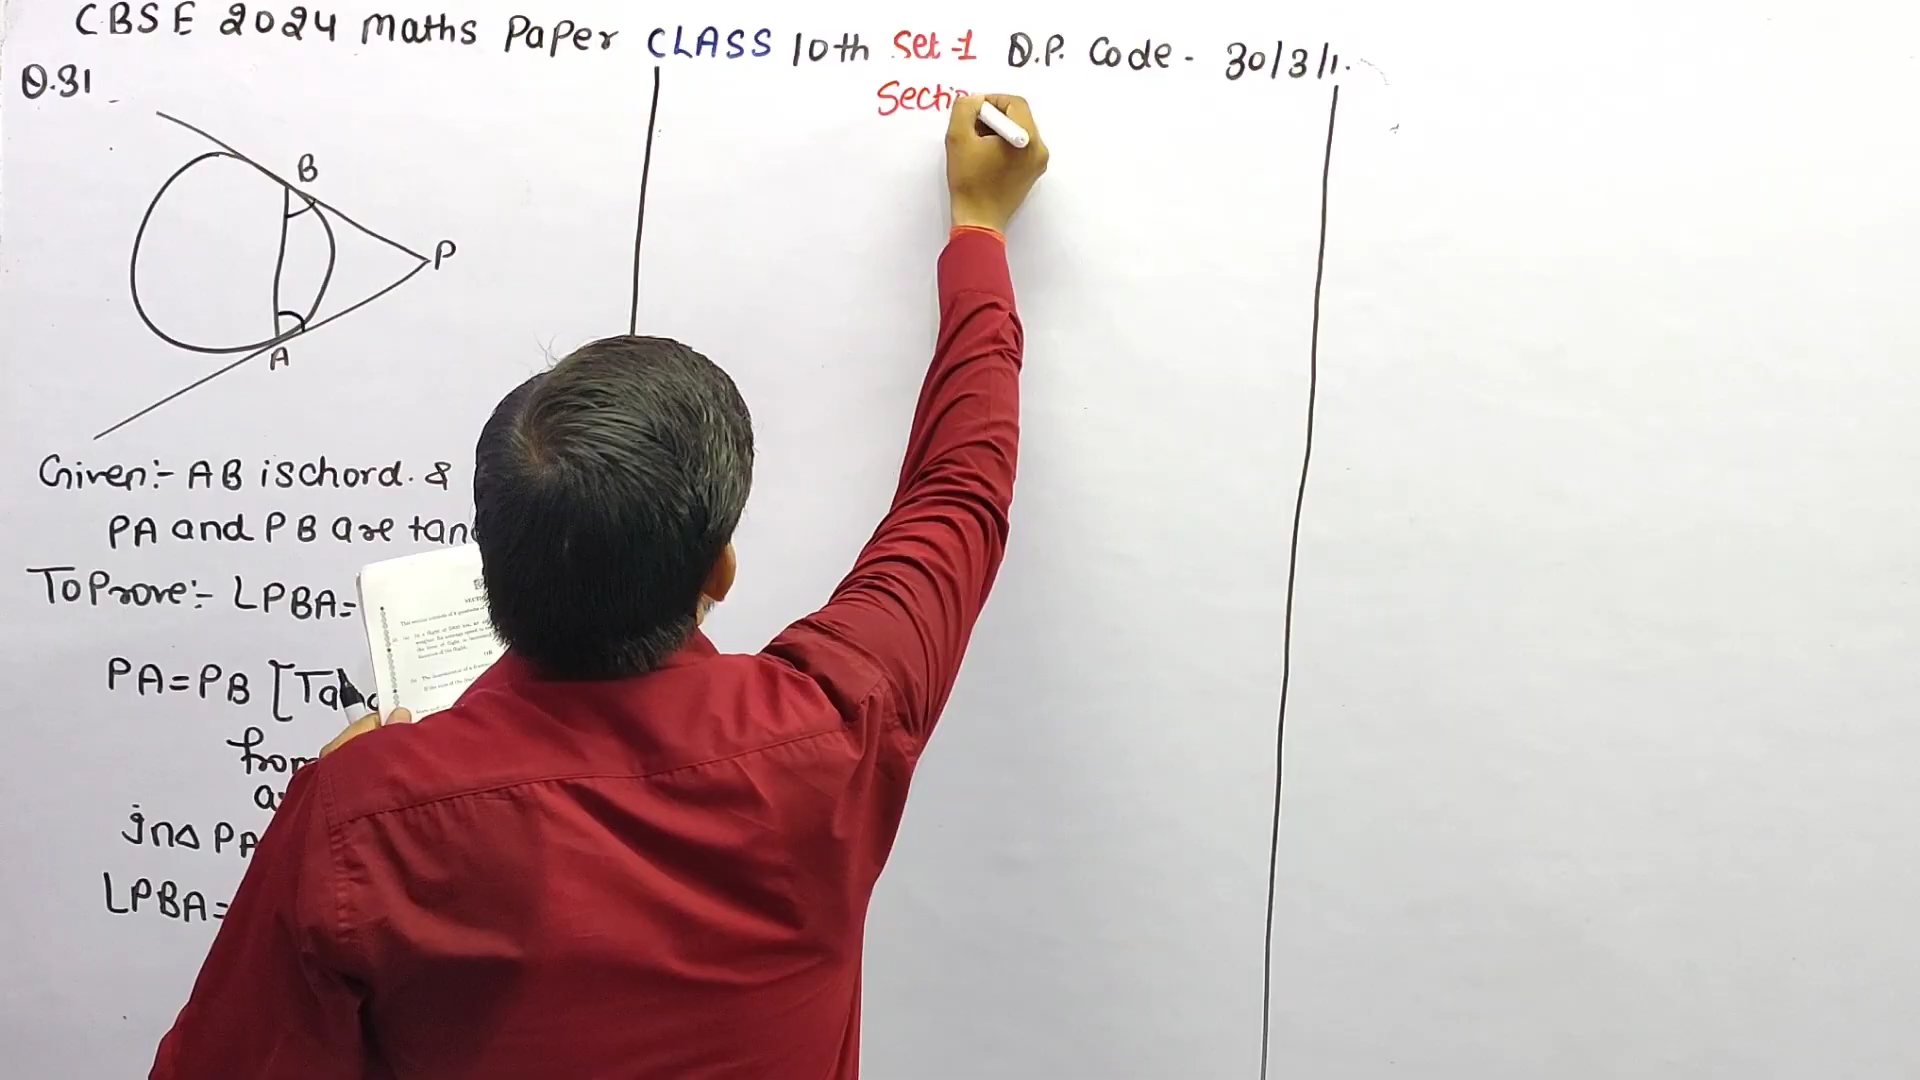 CBSE 2024 Maths Paper CLASS 10th Set-1 Q.P. Code - 30/3/1.
Q.31
Secti
B
P
A
Given:- AB is chord. &
PA and PB are tan
To Prove:- ∠PBA=
PA=PB [Ta
from
in△ PA
∠PBA=